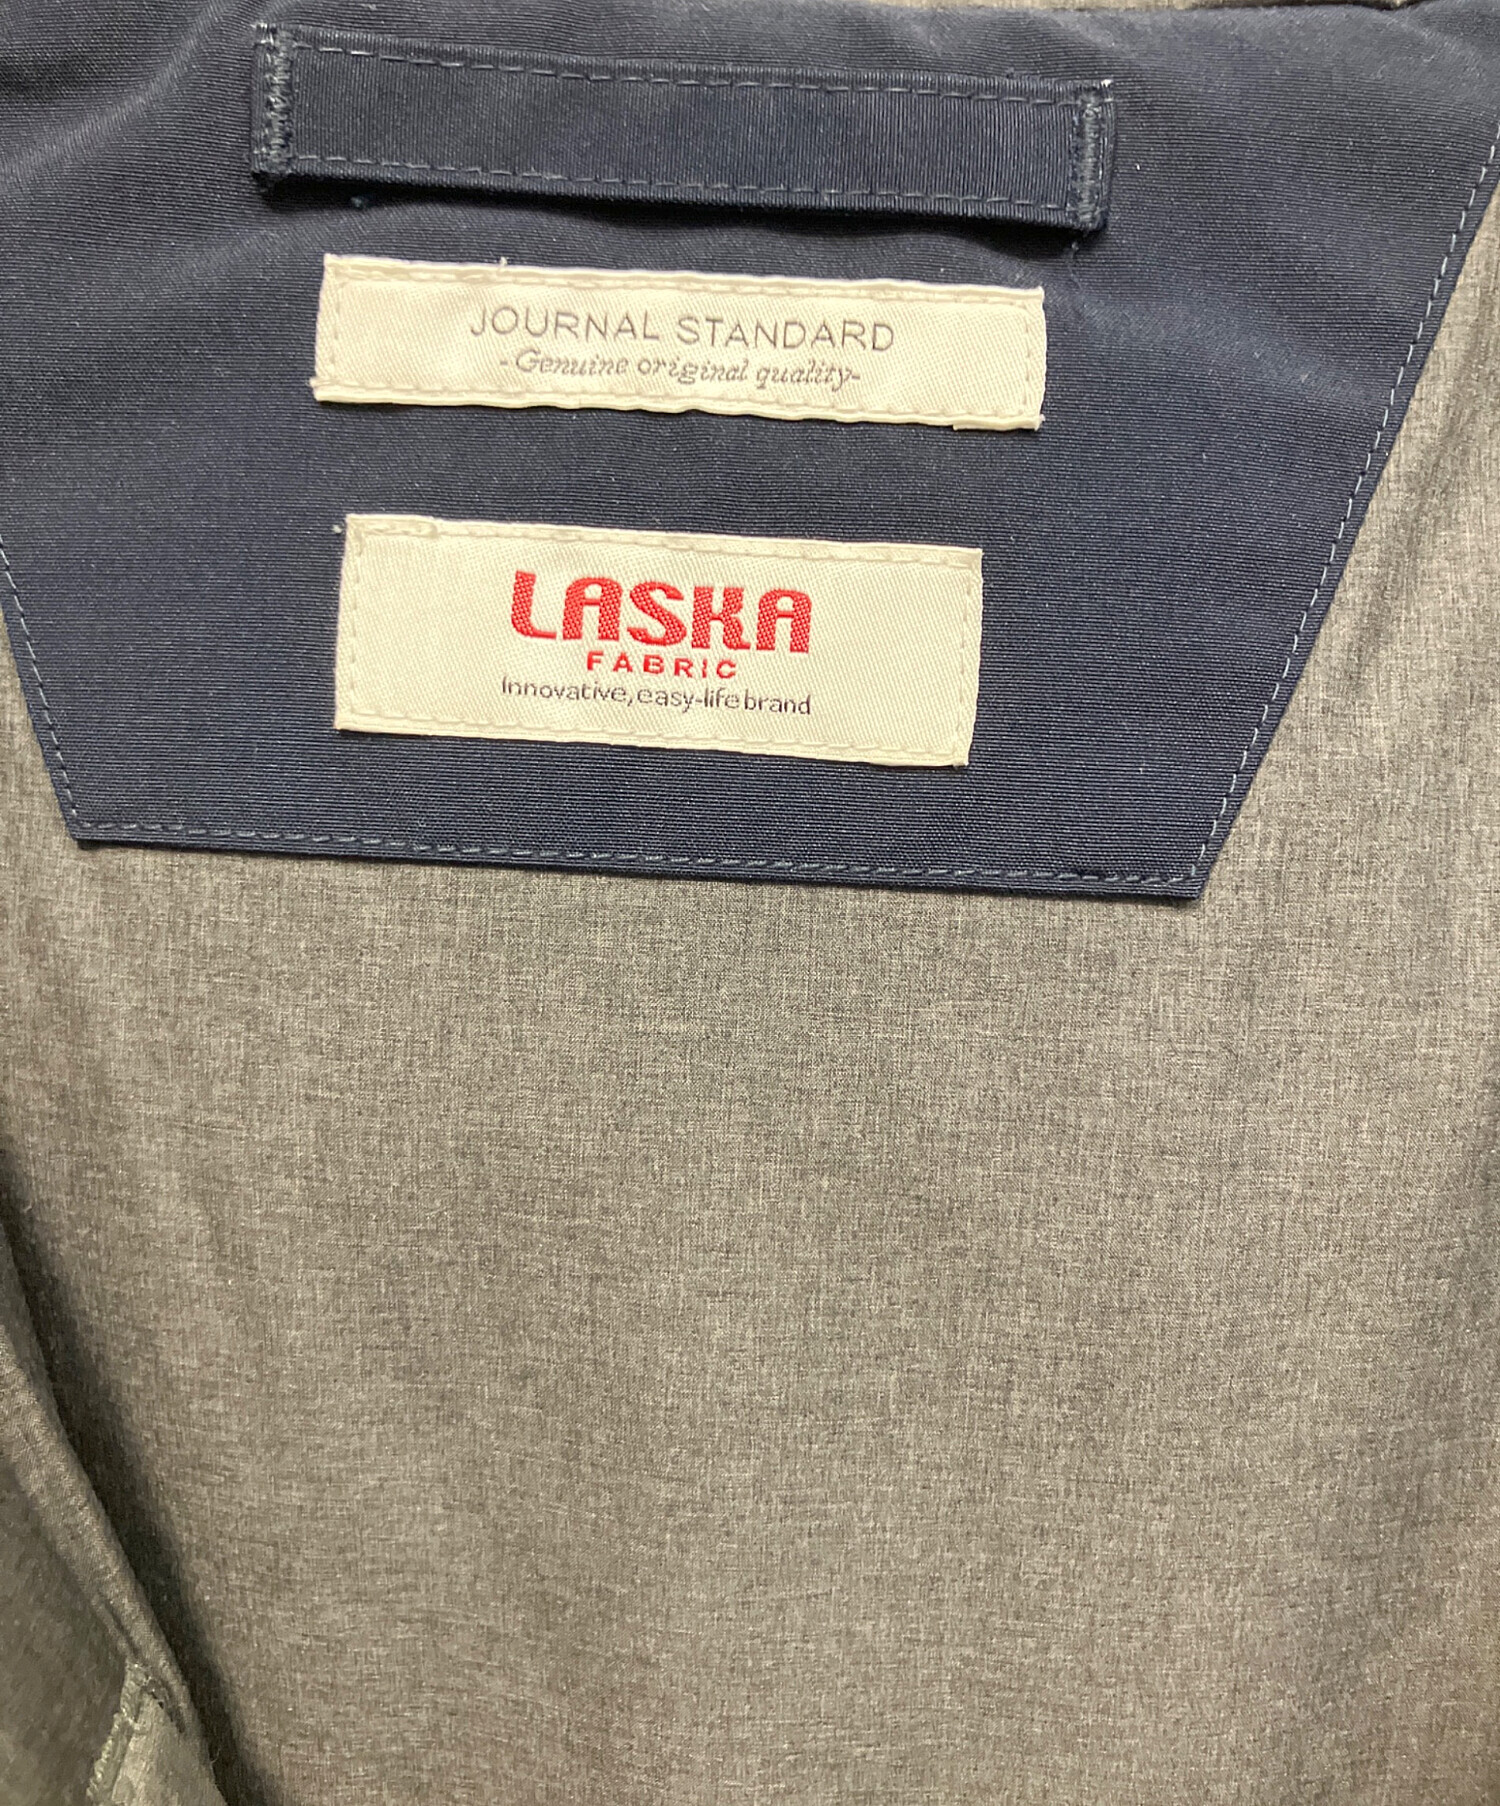 JOURNAL STANDARD
-Genuine original quality-
LASKA
FABRIC
Innovative, easy-life brand